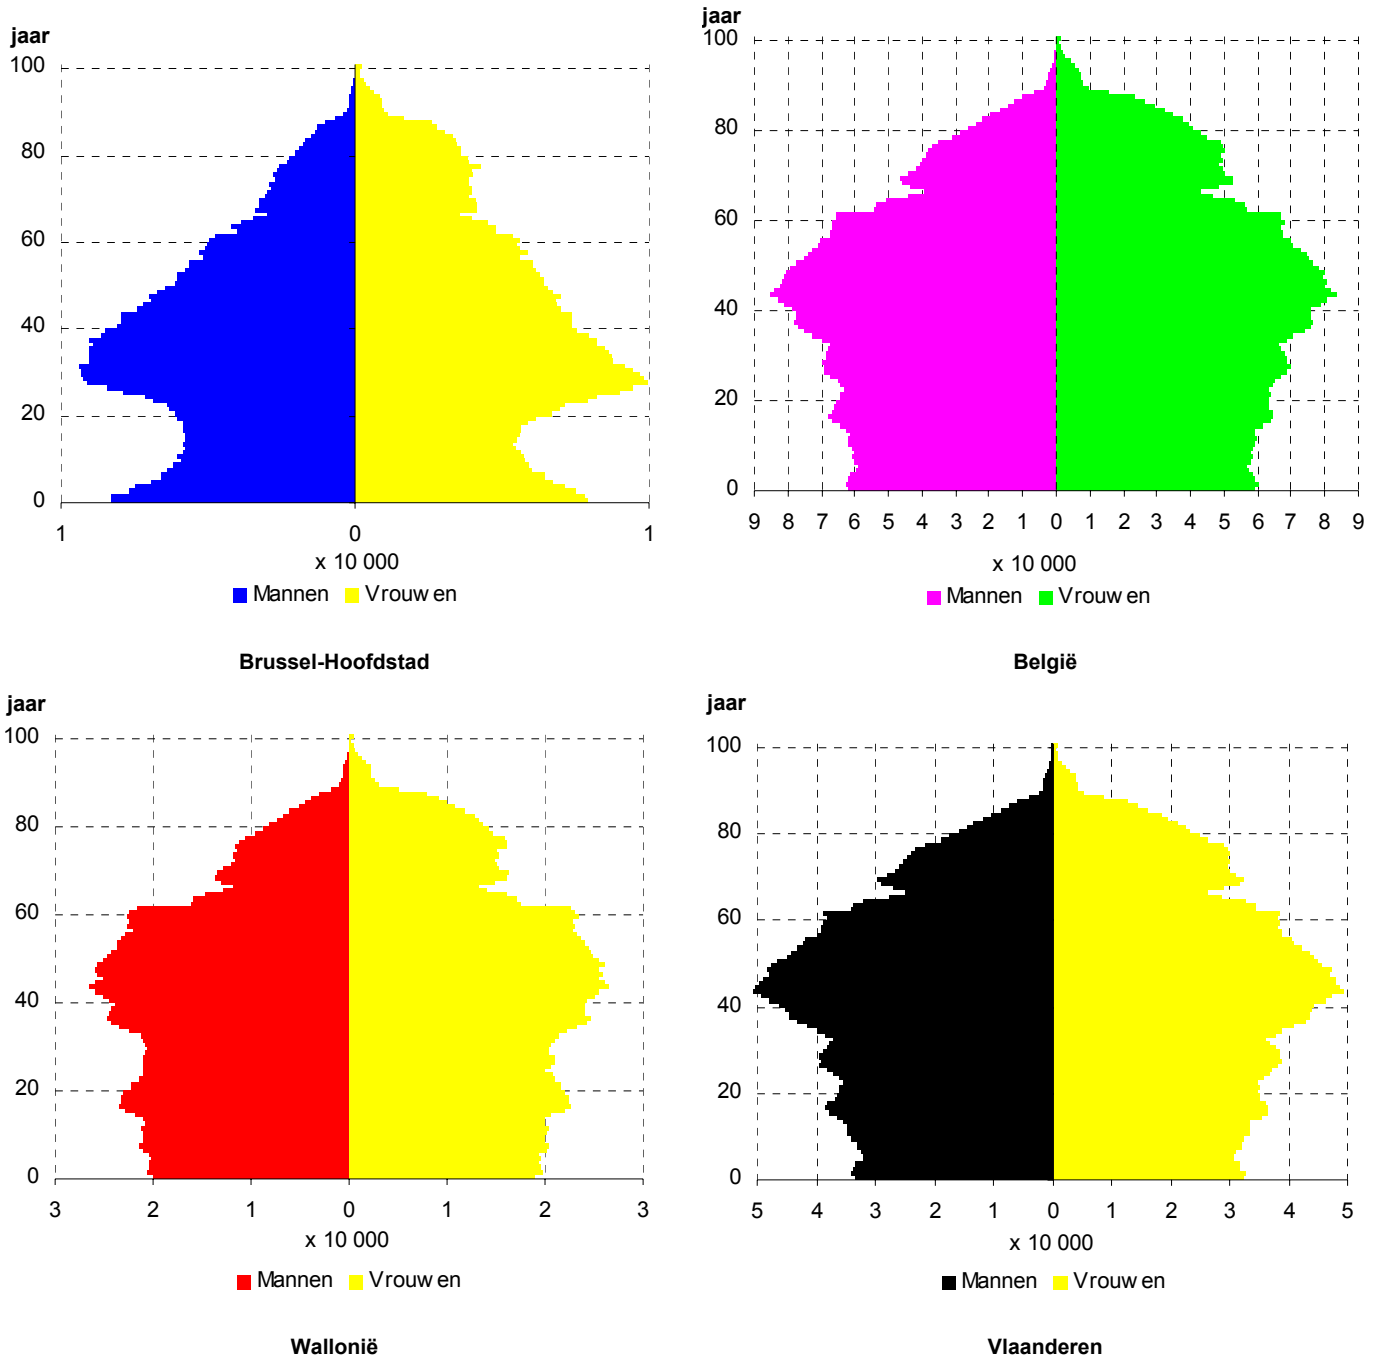 jaar
100
80
60
40
20
0
1 0 1
x 10 000
Mannen Vrouw en
Brussel-Hoofdstad
jaar
100
80
60
40
20
0
9 8 7 6 5 4 3 2 1 0 1 2 3 4 5 6 7 8 9
x 10 000
Mannen Vrouw en
België
jaar
100
80
60
40
20
0
3 2 1 0 1 2 3
x 10 000
Mannen Vrouw en
Wallonië
jaar
100
80
60
40
20
0
5 4 3 2 1 0 1 2 3 4 5
x 10 000
Mannen Vrouw en
Vlaanderen